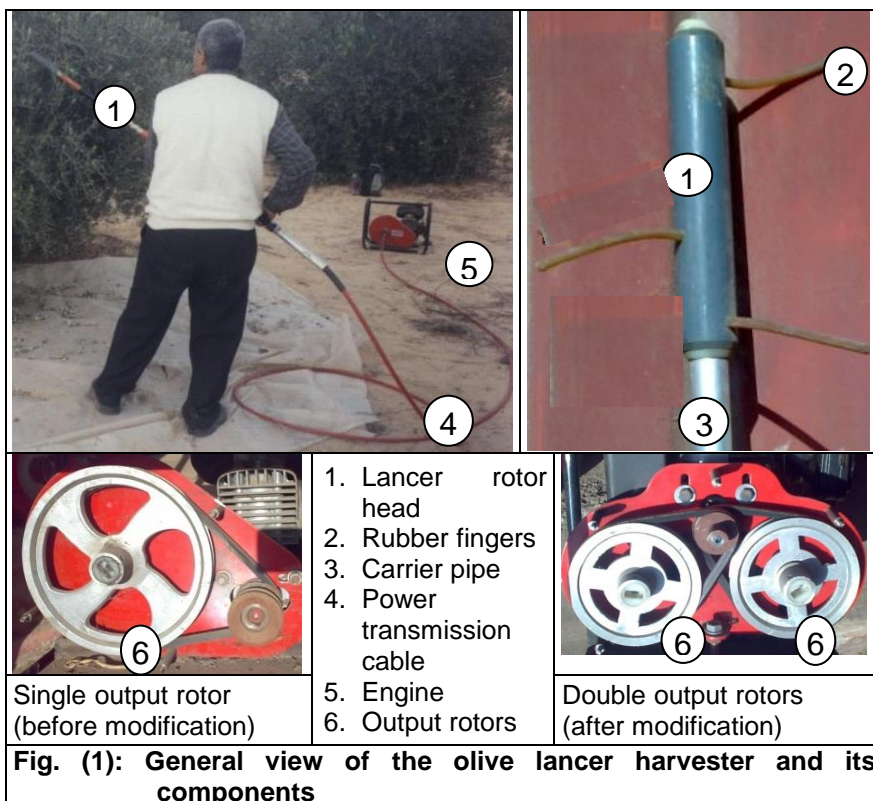 1
5
4
2
1
3
6
Single output rotor
(before modification)
1. Lancer rotor
head
2. Rubber fingers
3. Carrier pipe
4. Power
transmission
cable
5. Engine
6. Output rotors
6 6
Double output rotors
(after modification)
Fig. (1): General view of the olive lancer harvester and its
components